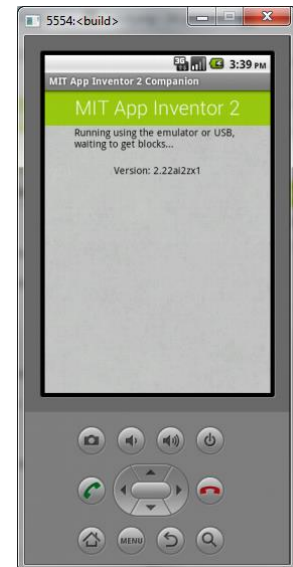 5554:<build>
3G 3:39 PM
MIT App Inventor 2 Companion
MIT App Inventor 2
Running using the emulator or USB,
waiting to get blocks...
Version: 2.22ai2zx1
MENU